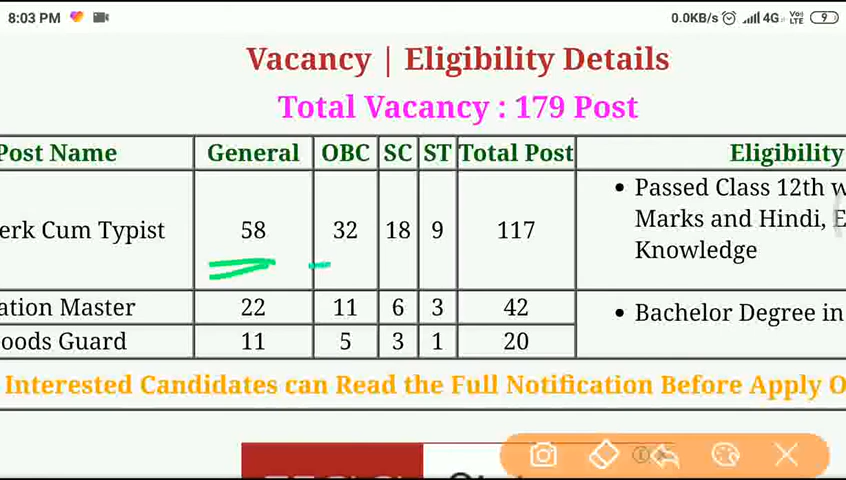 8:03 PM 0.0KB/s 4G Vo LTE 9
Vacancy | Eligibility Details
Total Vacancy : 179 Post
Post Name General OBC SC ST Total Post Eligibility
erk Cum Typist 58 32 18 9 117
Passed Class 12th w
Marks and Hindi, E
Knowledge
ation Master 22 11 6 3 42
Bachelor Degree in
oods Guard 11 5 3 1 20
Interested Candidates can Read the Full Notification Before Apply O